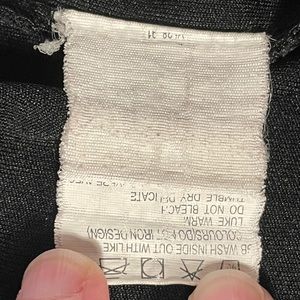 WASH INSIDE OUT WITH LIKE
COLOURS(DO NOT IRON DESIGN)
LUKE WARM.
DO NOT BLEACH
TUMBLE DRY DELICATE